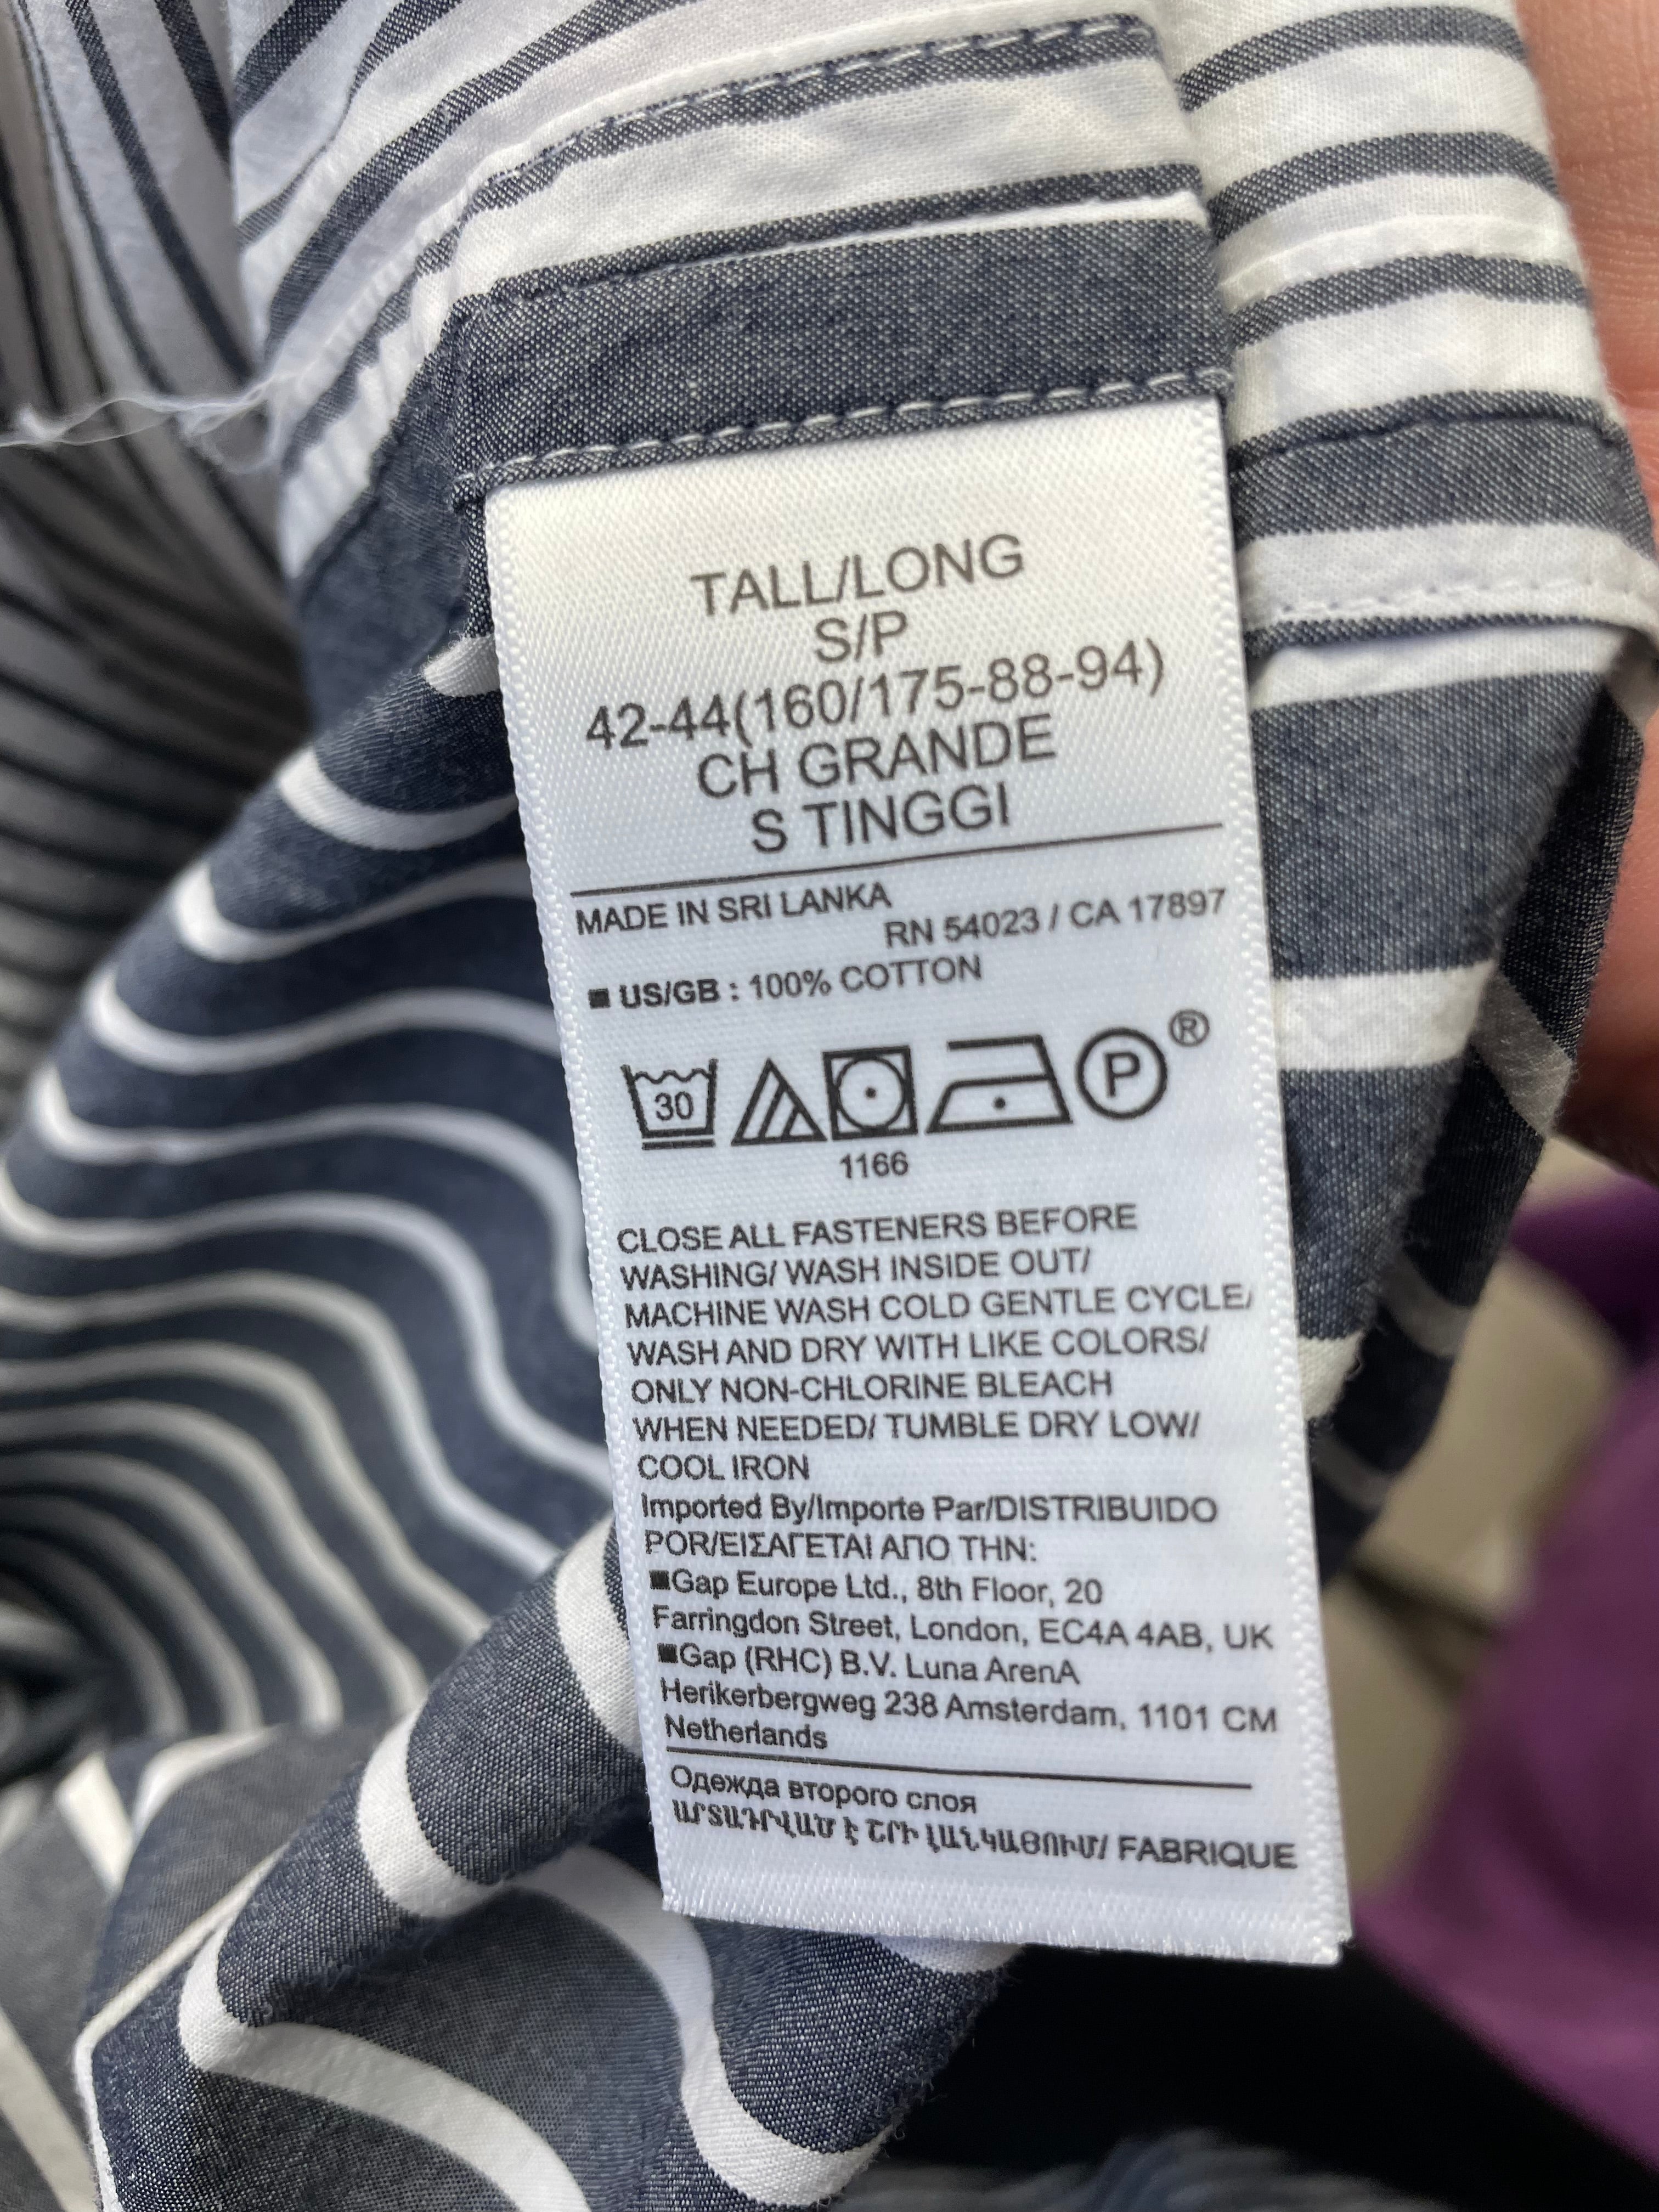 TALL/LONG
S/P
42-44(160/175-88-94)
CH GRANDE
S TINGGI
MADE IN SRI LANKA
RN 54023 / CA 17897
■ US/GB : 100% COTTON
30
P®
1166
CLOSE ALL FASTENERS BEFORE
WASHING/ WASH INSIDE OUT/
MACHINE WASH COLD GENTLE CYCLE/
WASH AND DRY WITH LIKE COLORS/
ONLY NON-CHLORINE BLEACH
WHEN NEEDED/ TUMBLE DRY LOW/
COOL IRON
Imported By/Importe Par/DISTRIBUIDO
POR/ΕΙΣΑΓΕΤΑΙ ΑΠΟ ΤΗΝ:
■Gap Europe Ltd., 8th Floor, 20
Farringdon Street, London, EC4A 4AB, UK
■Gap (RHC) B.V. Luna ArenA
Herikerbergweg 238 Amsterdam, 1101 CM
Netherlands
Одежда второго слоя
ԱՐՏԱԴՐՎԱԾ Է ՇՐԻ ԼԱՆԿԱՅՈՒՄ/ FABRIQUE